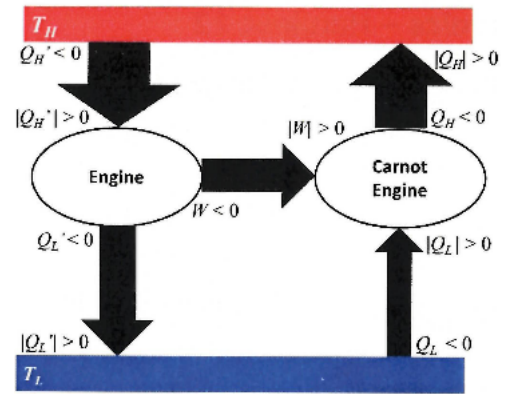 T_H
Q_H' < 0
|Q_H| > 0
|Q_H'| > 0
Q_H < 0
|W| > 0
Engine
Carnot
Engine
W < 0
Q_L' < 0
|Q_L| > 0
|Q_L'| > 0
Q_L < 0
T_L